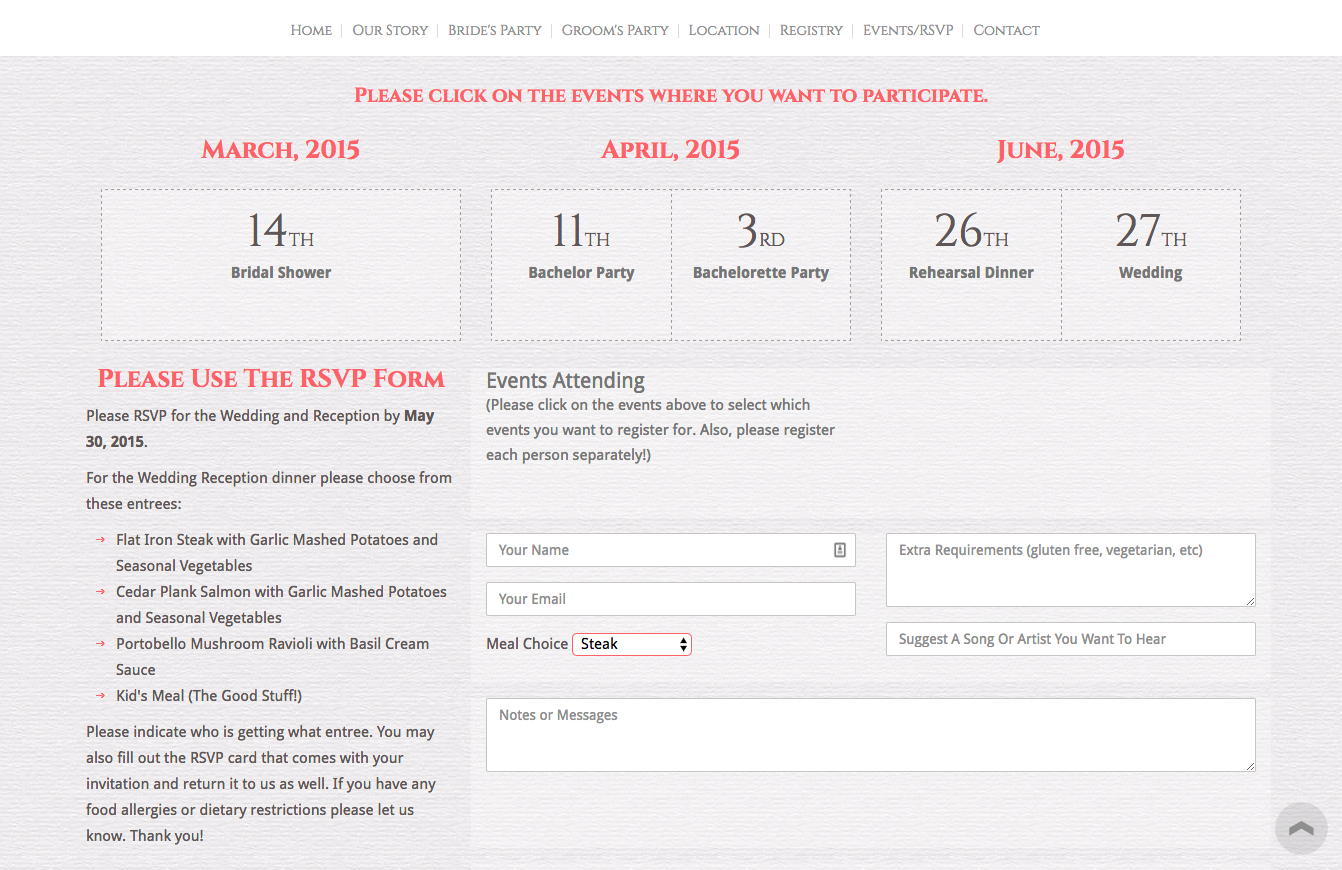 Home Our Story Bride's Party Groom's Party Location Registry Events/RSVP Contact
Please click on the events where you want to participate.
March, 2015
14TH
Bridal Shower
April, 2015
11TH
Bachelor Party
3RD
Bachelorette Party
June, 2015
26TH
Rehearsal Dinner
27TH
Wedding
Please Use The RSVP Form
Please RSVP for the Wedding and Reception by May
30, 2015.
For the Wedding Reception dinner please choose from
these entrees:
Flat Iron Steak with Garlic Mashed Potatoes and
Seasonal Vegetables
Cedar Plank Salmon with Garlic Mashed Potatoes
and Seasonal Vegetables
Portobello Mushroom Ravioli with Basil Cream
Sauce
Kid's Meal (The Good Stuff!)
Please indicate who is getting what entree. You may
also fill out the RSVP card that comes with your
invitation and return it to us as well. If you have any
food allergies or dietary restrictions please let us
know. Thank you!
Events Attending
(Please click on the events above to select which
events you want to register for. Also, please register
each person separately!)
Your Name
Your Email
Meal Choice Steak
Extra Requirements (gluten free, vegetarian, etc)
Suggest A Song Or Artist You Want To Hear
Notes or Messages